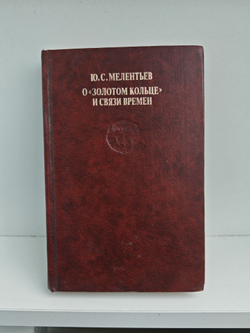 Ю. С. МЕЛЕНТЬЕВ
О «ЗОЛОТОМ КОЛЬЦЕ»
И СВЯЗИ ВРЕМЕН